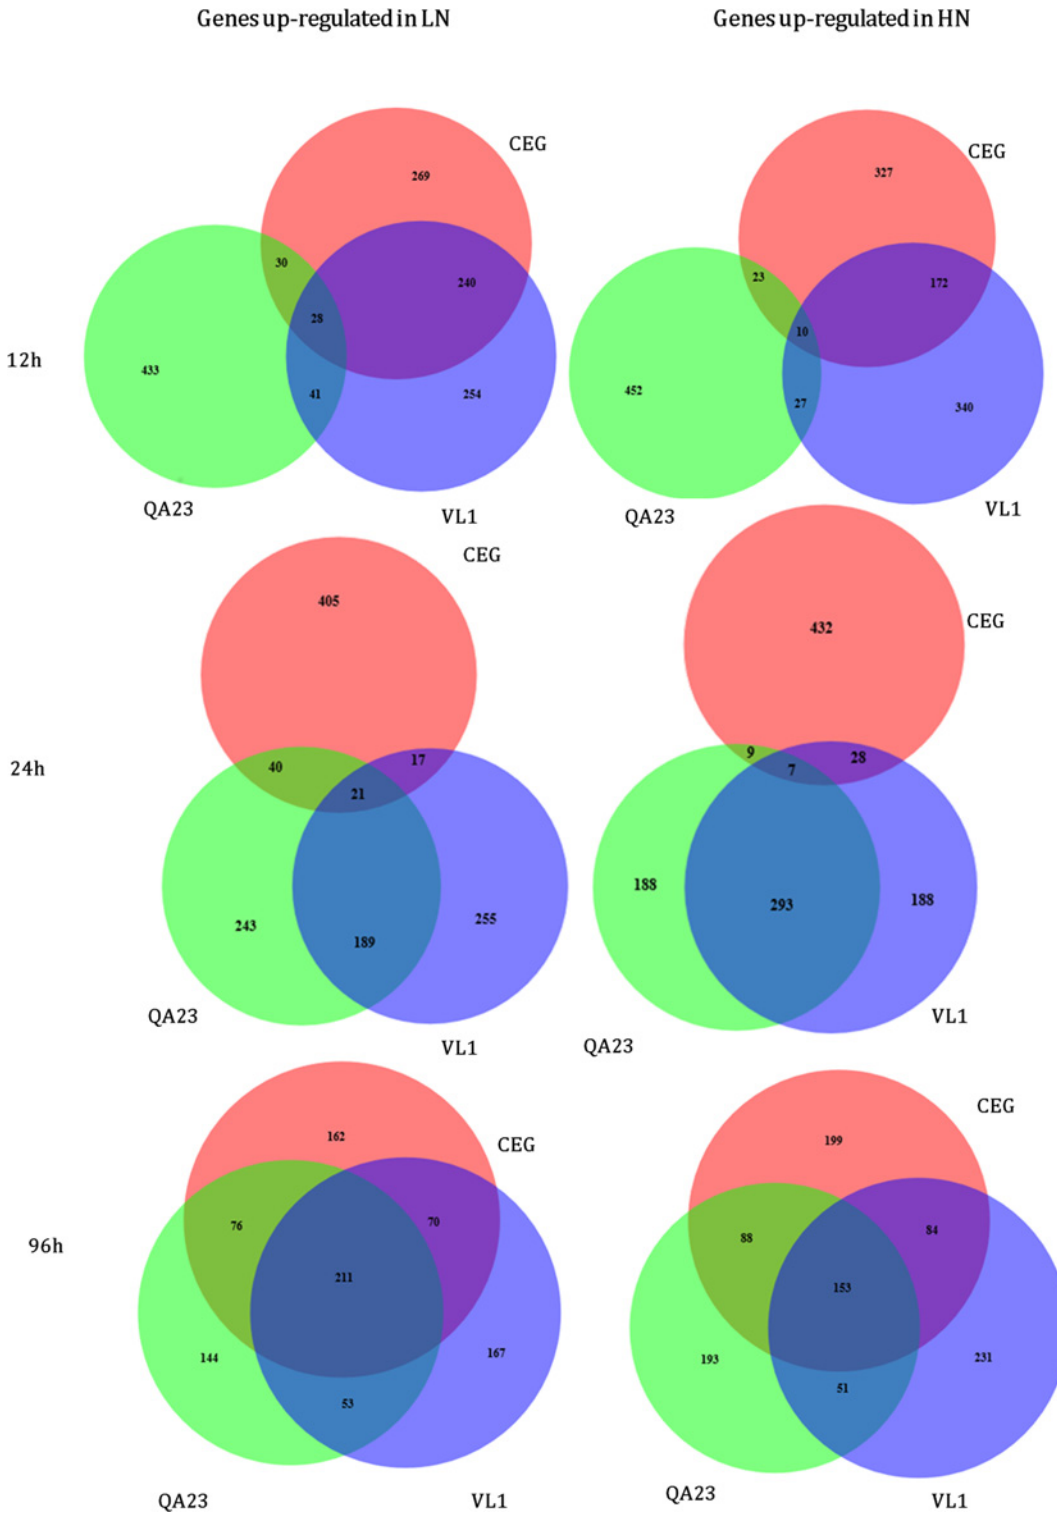 Genes up-regulated in LN
Genes up-regulated in HN
CEG
269
30
240
28
12h
433
41
254
QA23
VL1
CEG
327
23
172
10
452
27
340
QA23
VL1
CEG
405
24h
40
17
21
243
189
255
QA23
VL1
CEG
432
9
28
7
188
293
188
QA23
VL1
162
CEG
96h
76
70
211
144
167
53
QA23
VL1
CEG
199
88
84
153
193
231
51
QA23
VL1